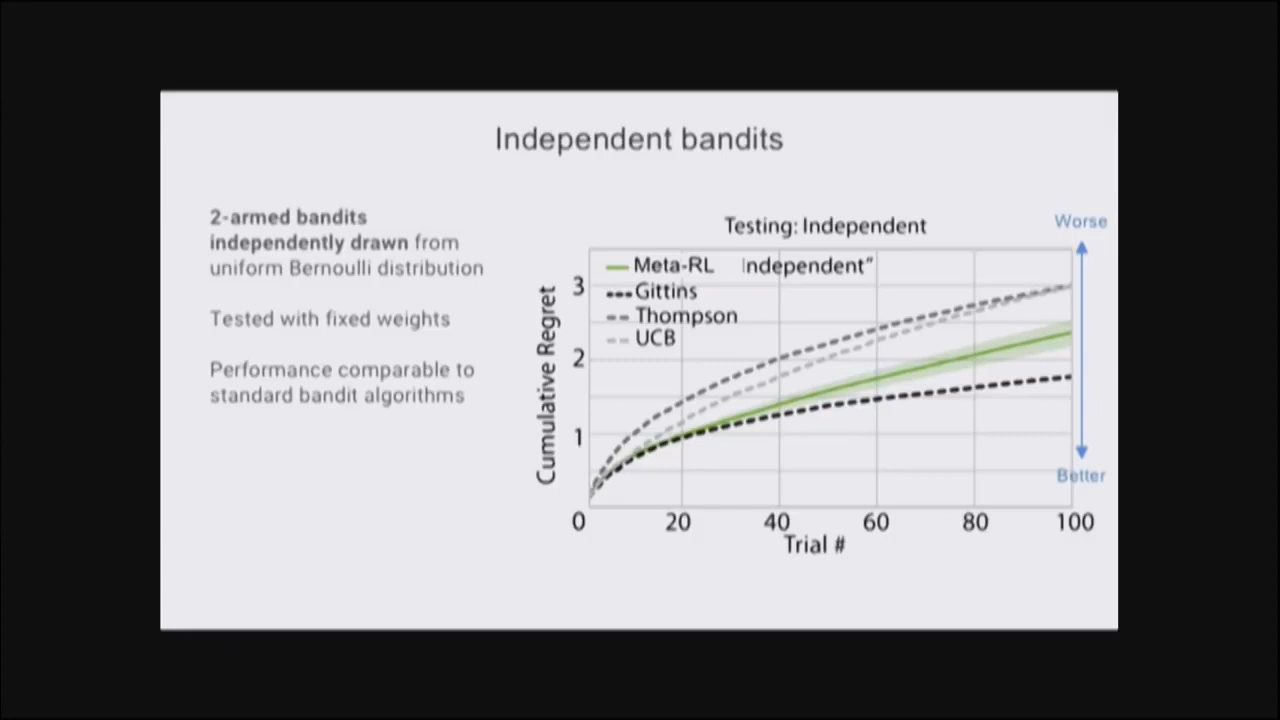 Independent bandits
2-armed bandits
independently drawn from
uniform Bernoulli distribution
Tested with fixed weights
Performance comparable to
standard bandit algorithms
Testing: Independent
Worse
Meta-RL ndependent”
Gittins
Thompson
UCB
Cumulative Regret
3
2
1
Better
0 20 40 60 80 100
Trial #